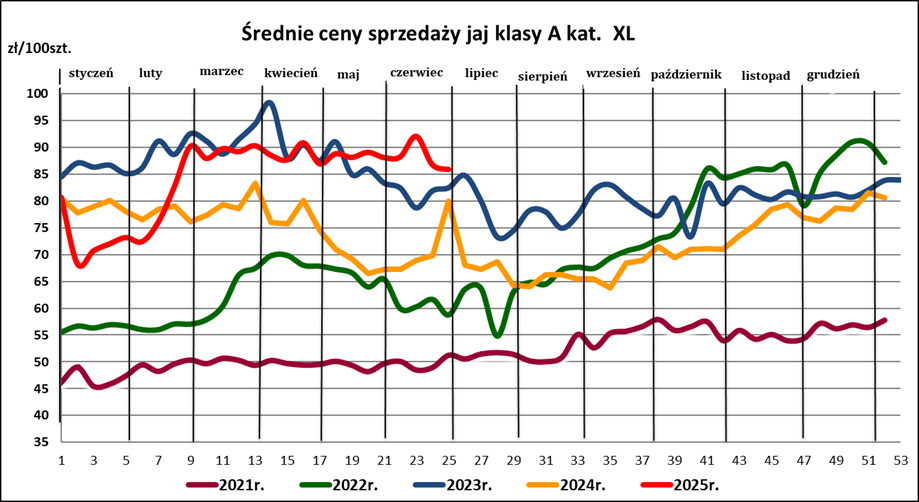 Średnie ceny sprzedaży jaj klasy A kat. XL
zł/100szt.
styczeń luty marzec kwiecień maj czerwiec lipiec sierpień wrzesień październik listopad grudzień
100
95
90
85
80
75
70
65
60
55
50
45
40
35
1 3 5 7 9 11 13 15 17 19 21 23 25 27 29 31 33 35 37 39 41 43 45 47 49 51 53
2021r. 2022r. 2023r. 2024r. 2025r.